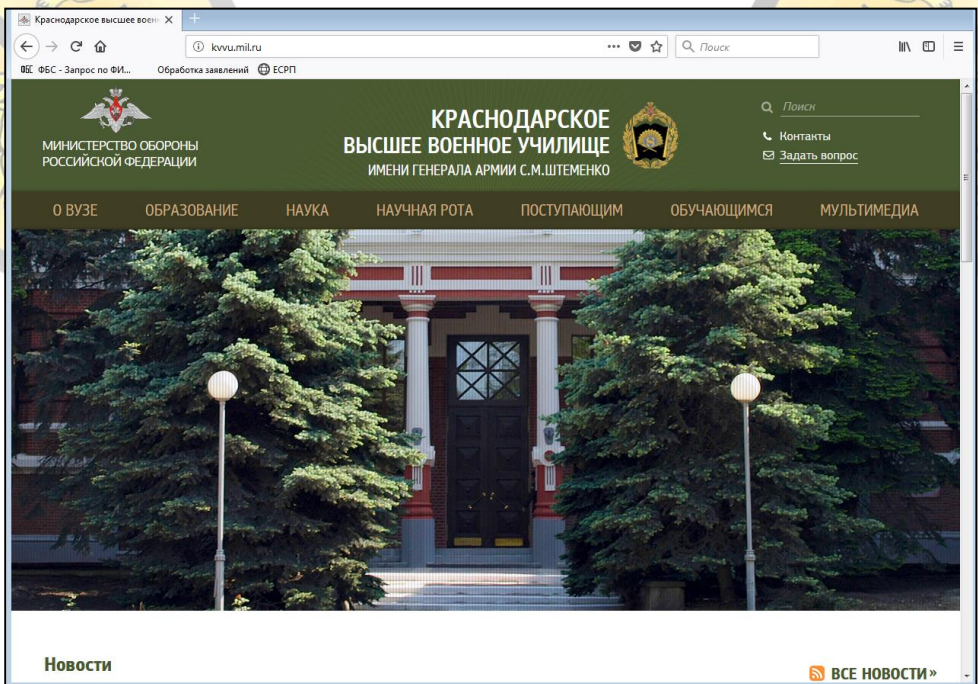 Краснодарское высшее воен
kvvu.mil.ru
Поиск
ФБС - Запрос по ФИ...
Обработка заявлений
ЕСРП
МИНИСТЕРСТВО ОБОРОНЫ
РОССИЙСКОЙ ФЕДЕРАЦИИ
КРАСНОДАРСКОЕ
ВЫСШЕЕ ВОЕННОЕ УЧИЛИЩЕ
ИМЕНИ ГЕНЕРАЛА АРМИИ С.М.ШТЕМЕНКО
Поиск
Контакты
Задать вопрос
О ВУЗЕ
ОБРАЗОВАНИЕ
НАУКА
НАУЧНАЯ РОТА
ПОСТУПАЮЩИМ
ОБУЧАЮЩИМСЯ
МУЛЬТИМЕДИА
Новости
ВСЕ НОВОСТИ»